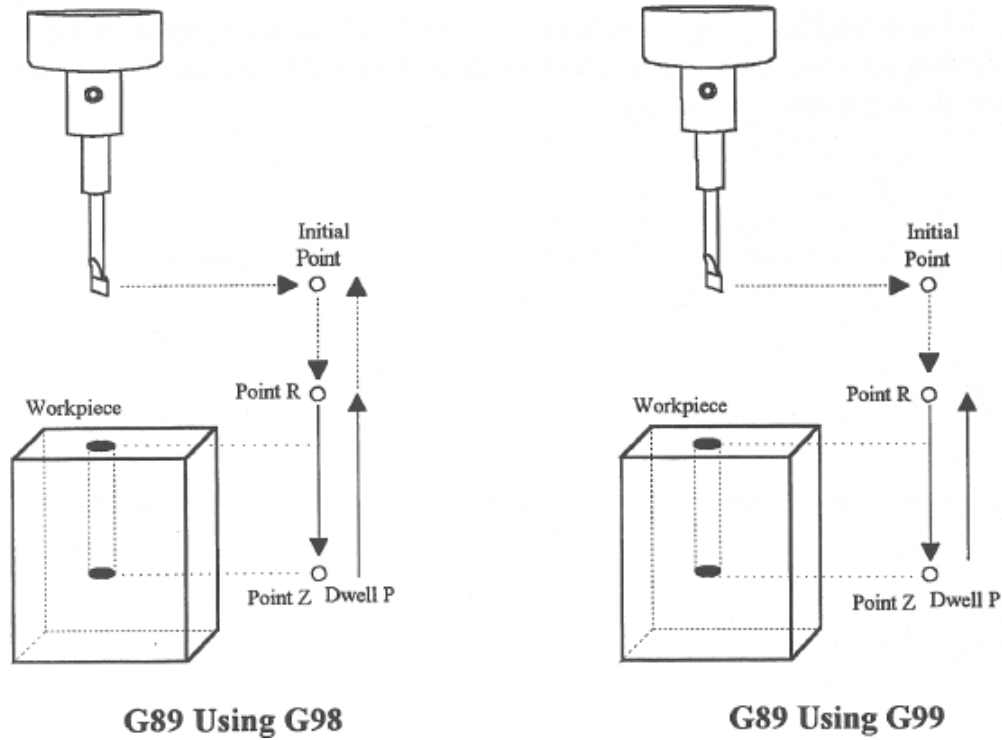 Initial
Point
Point R
Workpiece
Point Z Dwell P
G89 Using G98
Initial
Point
Point R
Workpiece
Point Z Dwell P
G89 Using G99